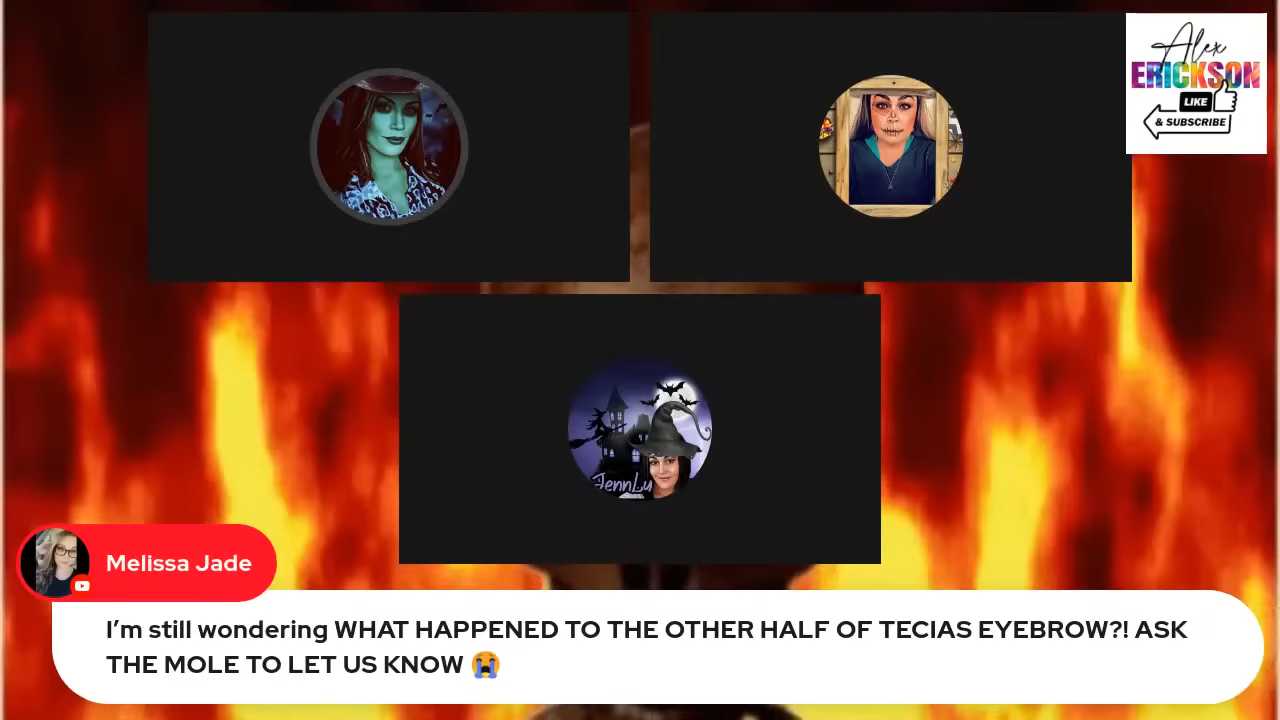 Alex
ERICKSON
LIKE
& SUBSCRIBE
JennLu
Melissa Jade
I’m still wondering WHAT HAPPENED TO THE OTHER HALF OF TECIAS EYEBROW?! ASK
THE MOLE TO LET US KNOW 😭